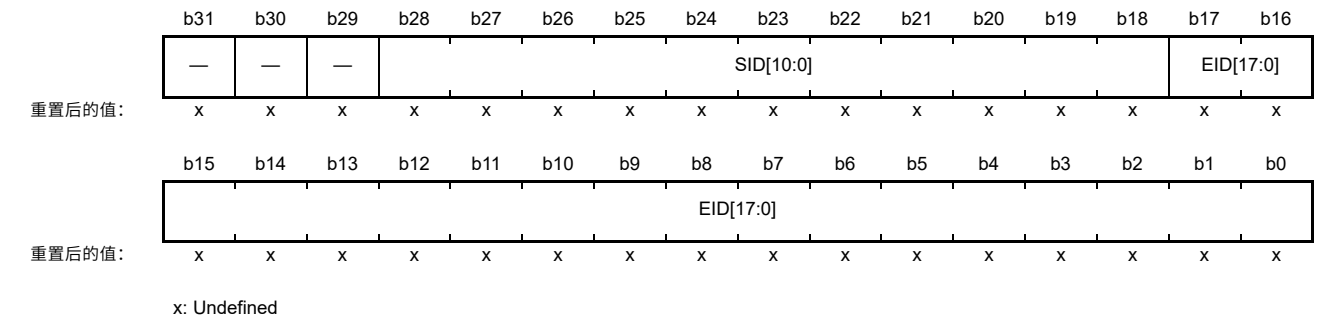 b31 b30 b29 b28 b27 b26 b25 b24 b23 b22 b21 b20 b19 b18 b17 b16
— — — SID[10:0] EID[17:0]
重置后的值: x x x x x x x x x x x x x x x x
b15 b14 b13 b12 b11 b10 b9 b8 b7 b6 b5 b4 b3 b2 b1 b0
EID[17:0]
重置后的值: x x x x x x x x x x x x x x x x
x: Undefined